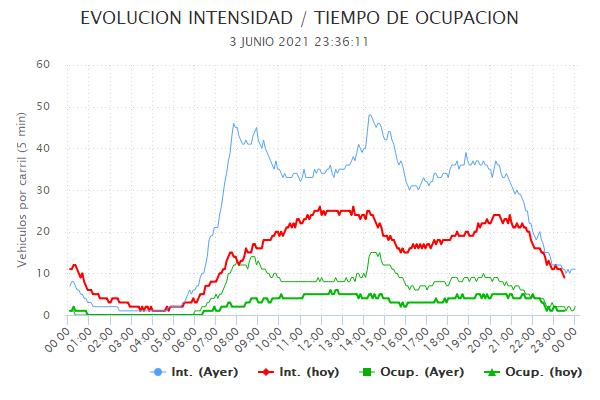 EVOLUCION INTENSIDAD / TIEMPO DE OCUPACION
3 JUNIO 2021 23:36:11
Vehiculos por carril (5 min)
60
50
40
30
20
10
0
00:00 01:00 02:00 03:00 04:00 05:00 06:00 07:00 08:00 09:00 10:00 11:00 12:00 13:00 14:00 15:00 16:00 17:00 18:00 19:00 20:00 21:00 22:00 23:00 00:00
Int. (Ayer) Int. (hoy) Ocup. (Ayer) Ocup. (hoy)